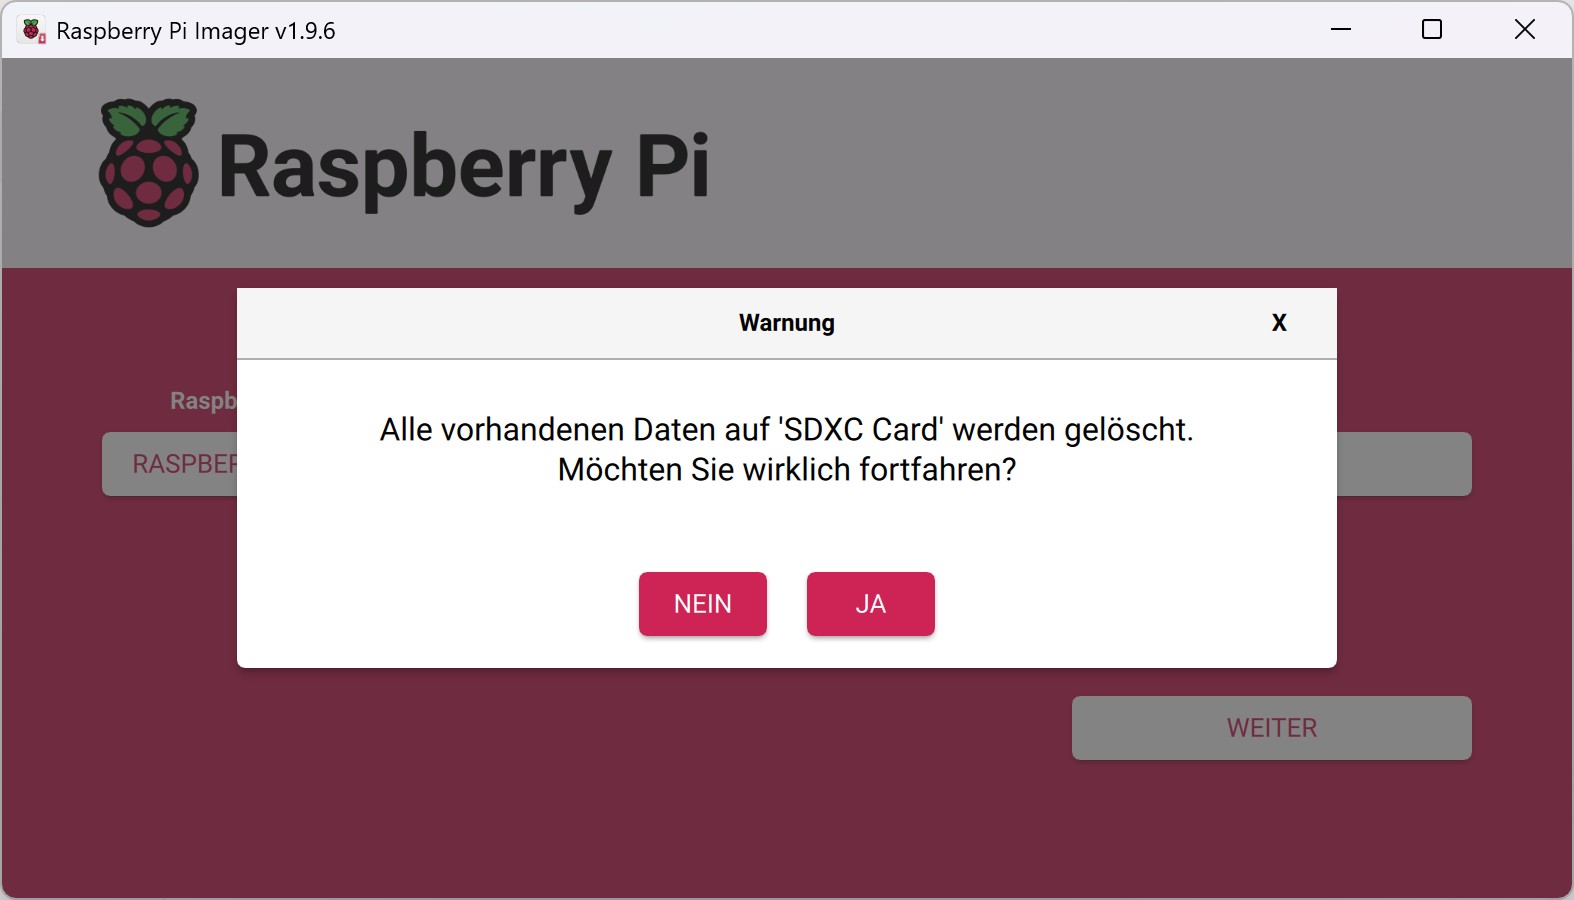 Raspberry Pi Imager v1.9.6
Raspberry Pi
Warnung X
Alle vorhandenen Daten auf 'SDXC Card' werden gelöscht.
Möchten Sie wirklich fortfahren?
Raspb
RASPBER
NEIN JA
WEITER